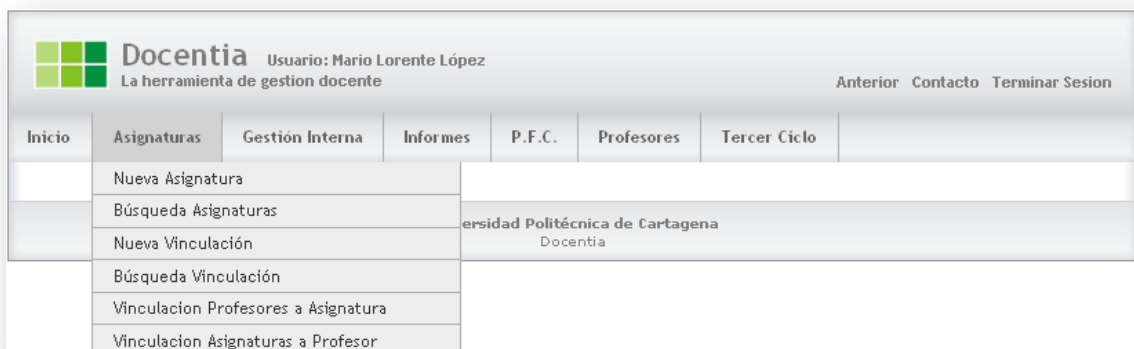 Docentia Usuario: Mario Lorente López
La herramienta de gestion docente
Anterior Contacto Terminar Sesion
Inicio Asignaturas Gestión Interna Informes P.F.C. Profesores Tercer Ciclo
Nueva Asignatura
Búsqueda Asignaturas
Nueva Vinculación
Búsqueda Vinculación
Vinculacion Profesores a Asignatura
Vinculacion Asignaturas a Profesor
Politécnica de Cartagena
Docentia